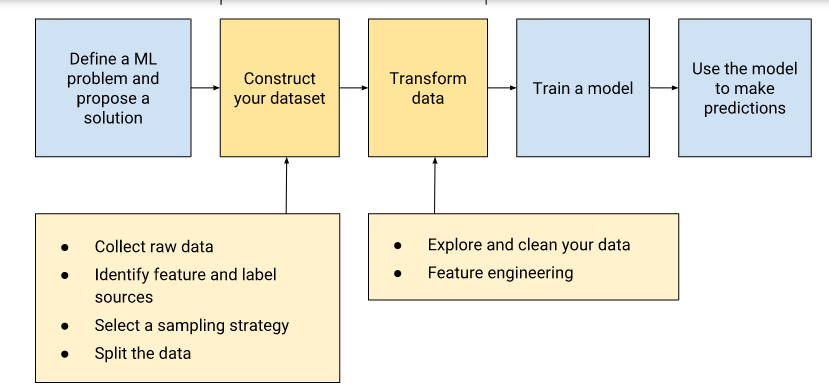 Define a ML
problem and
propose a
solution
Construct
your dataset
Transform
data
Train a model
Use the model
to make
predictions
● Collect raw data
● Identify feature and label
sources
● Select a sampling strategy
● Split the data
● Explore and clean your data
● Feature engineering